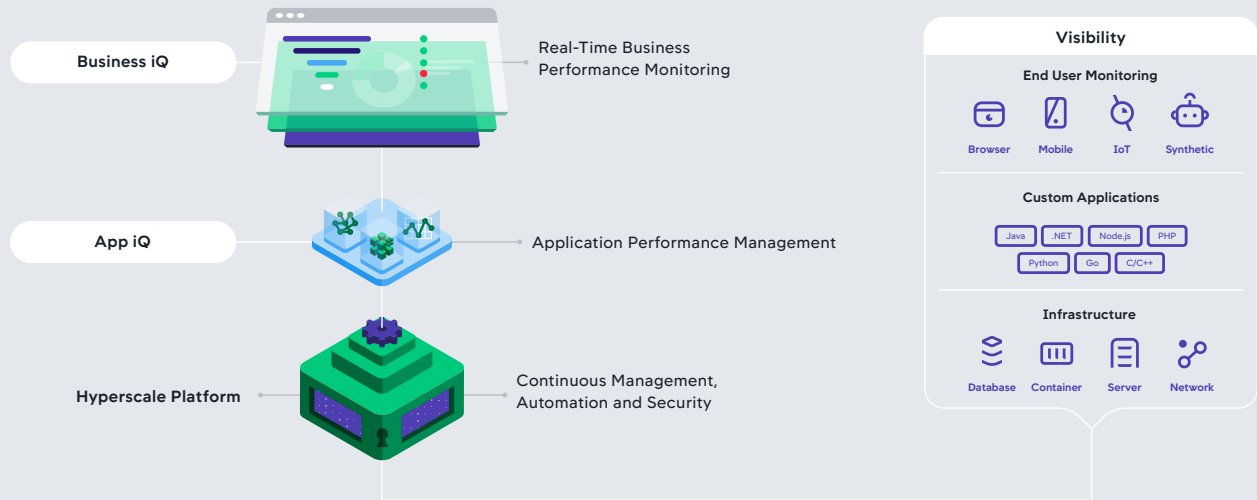 Business iQ
Real-Time Business
Performance Monitoring
App iQ
Application Performance Management
Hyperscale Platform
Continuous Management,
Automation and Security
Visibility
End User Monitoring
Browser Mobile IoT Synthetic
Custom Applications
Java .NET Node.js PHP
Python Go C/C++
Infrastructure
Database Container Server Network